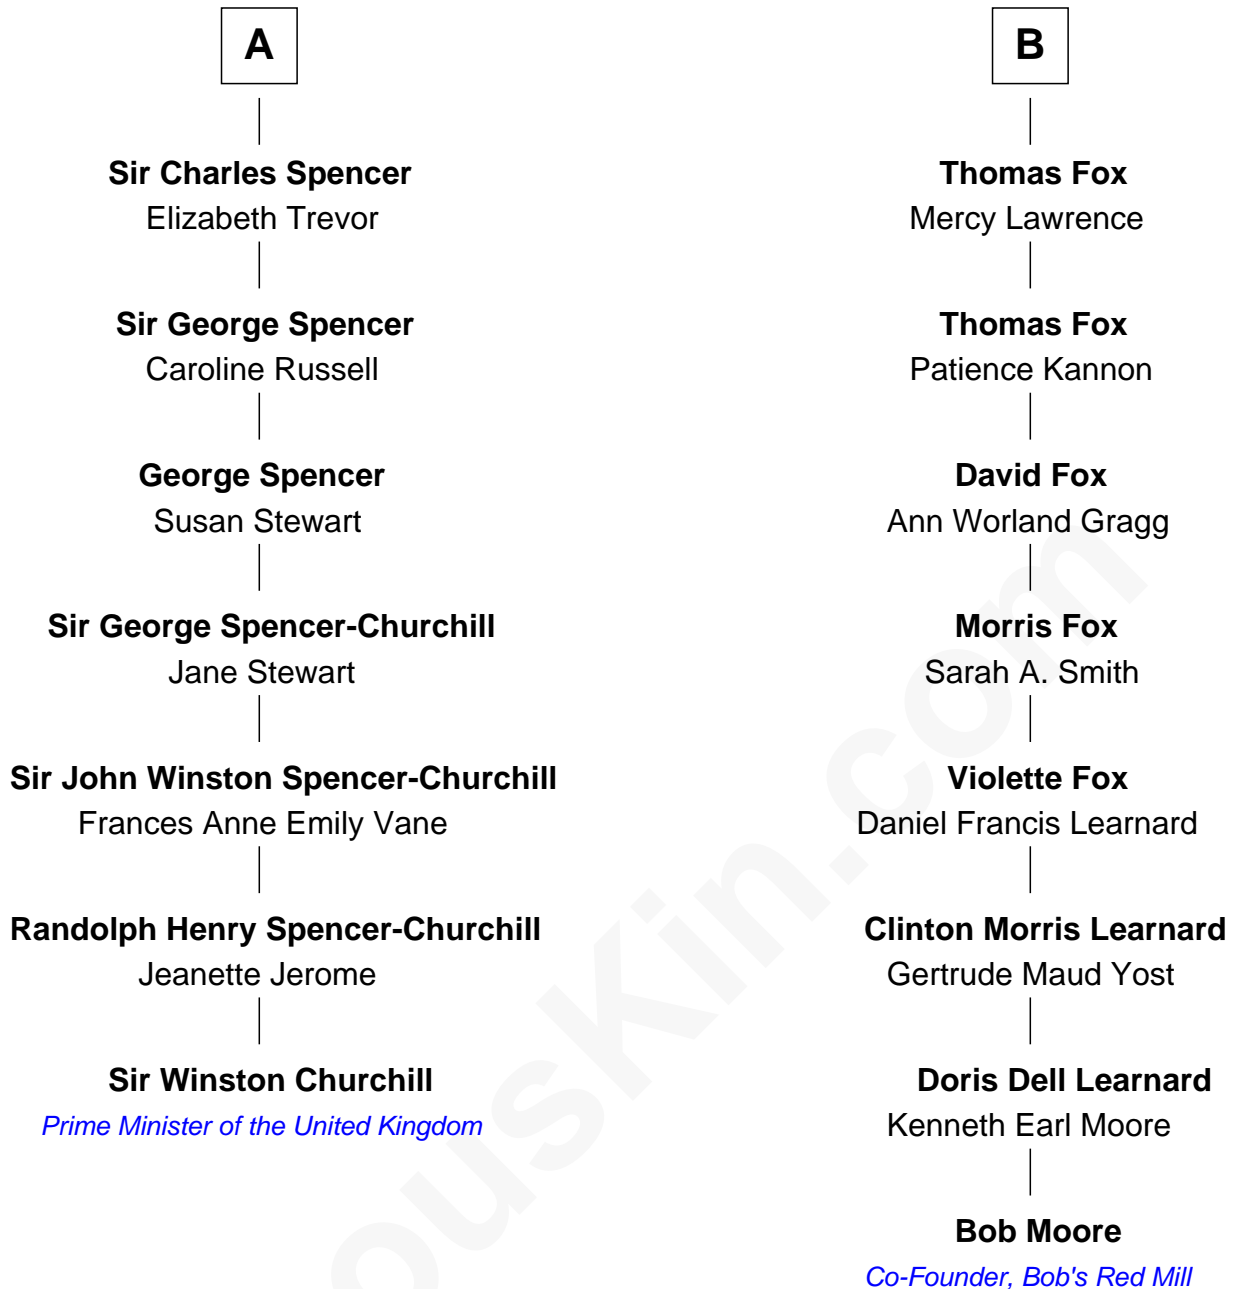 A
Sir Charles Spencer
Elizabeth Trevor
Sir George Spencer
Caroline Russell
George Spencer
Susan Stewart
Sir George Spencer-Churchill
Jane Stewart
Sir John Winston Spencer-Churchill
Frances Anne Emily Vane
Randolph Henry Spencer-Churchill
Jeanette Jerome
Sir Winston Churchill
Prime Minister of the United Kingdom
B
Thomas Fox
Mercy Lawrence
Thomas Fox
Patience Kannon
David Fox
Ann Worland Gragg
Morris Fox
Sarah A. Smith
Violette Fox
Daniel Francis Learnard
Clinton Morris Learnard
Gertrude Maud Yost
Doris Dell Learnard
Kenneth Earl Moore
Bob Moore
Co-Founder, Bob's Red Mill
ousKin.com